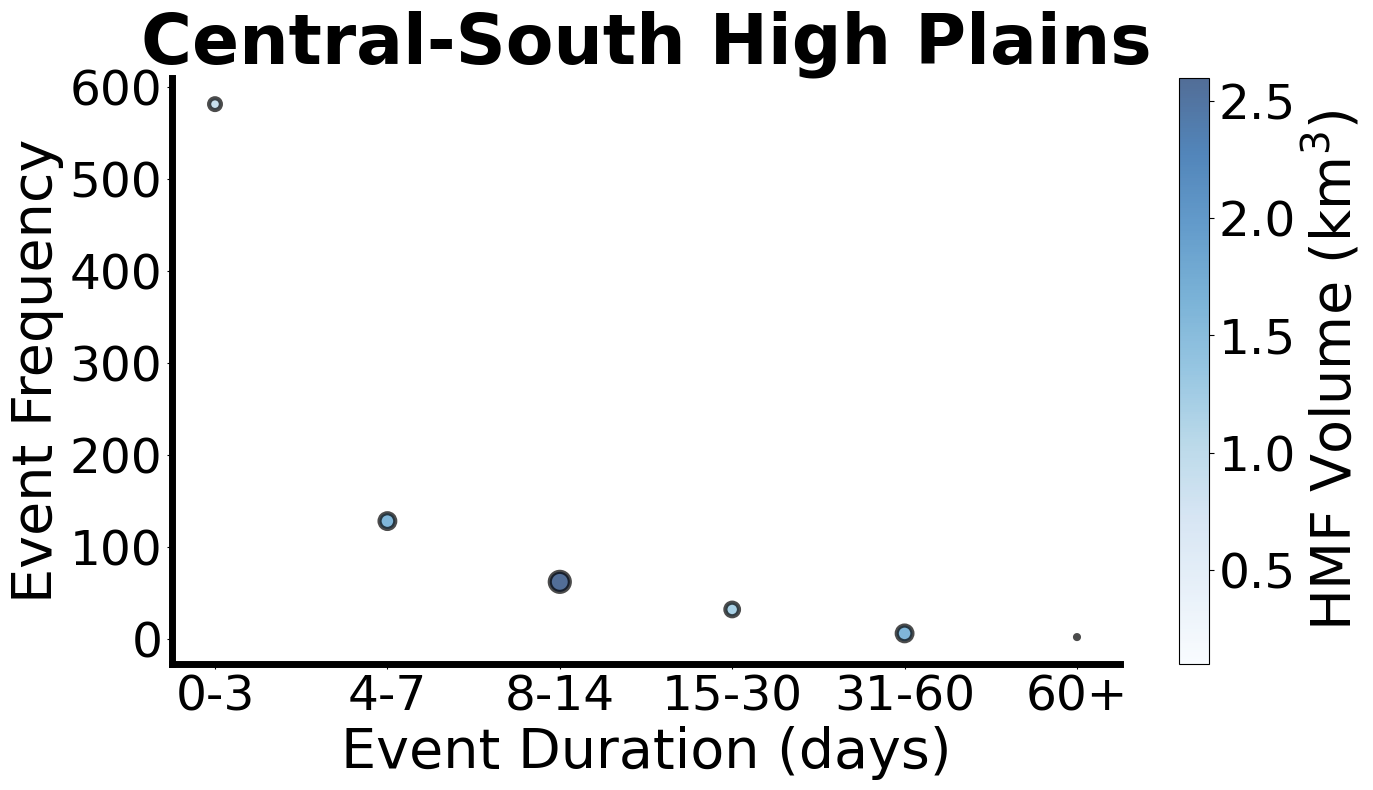 Central-South High Plains
Event Frequency
600
500
400
300
200
100
0
0-3 4-7 8-14 15-30 31-60 60+
Event Duration (days)
2.5
2.0
1.5
1.0
0.5
HMF Volume (km³)